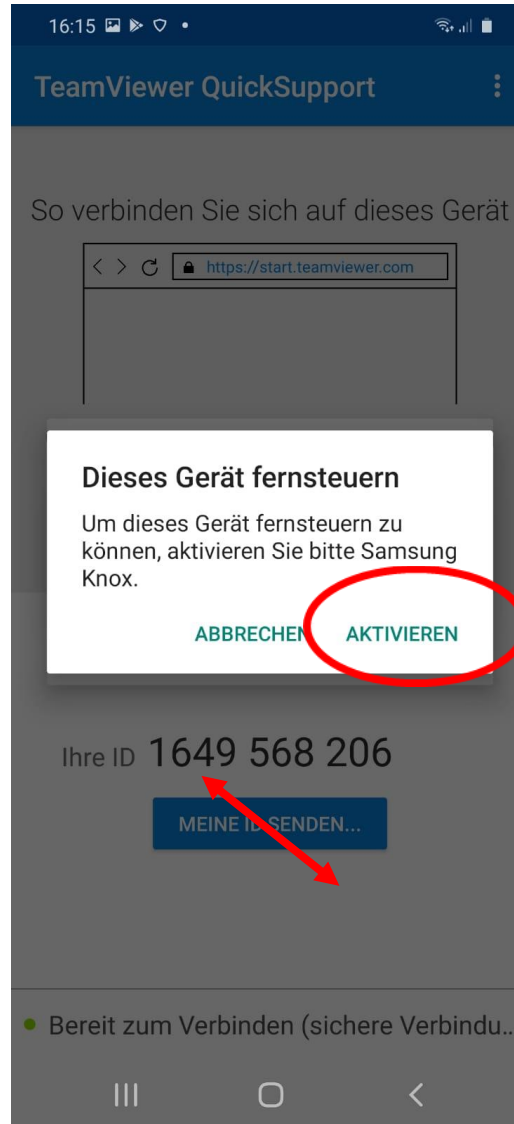 16:15
TeamViewer QuickSupport
So verbinden Sie sich auf dieses Gerät
https://start.teamviewer.com
Dieses Gerät fernsteuern
Um dieses Gerät fernsteuern zu
können, aktivieren Sie bitte Samsung
Knox.
ABBRECHEN AKTIVIEREN
Ihre ID 1649 568 206
MEINE ID SENDEN...
Bereit zum Verbinden (sichere Verbindu...